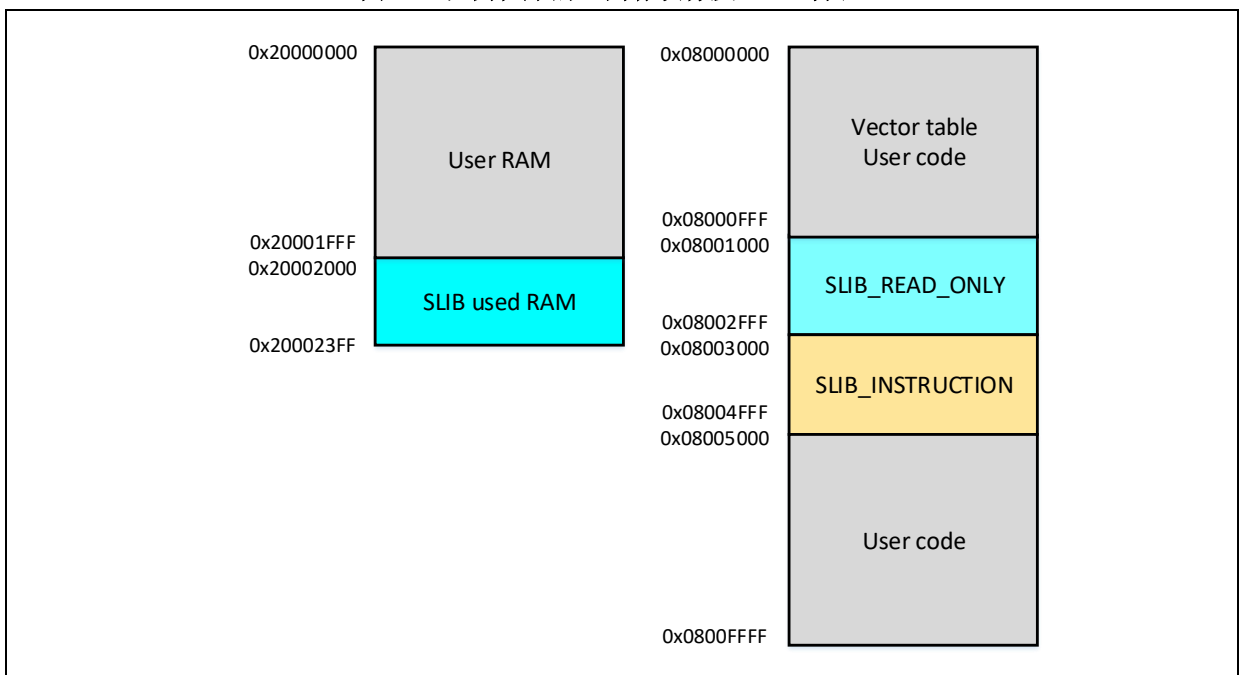 0x20000000
User RAM
0x20001FFF
0x20002000
SLIB used RAM
0x200023FF
0x08000000
Vector table
User code
0x08000FFF
0x08001000
SLIB_READ_ONLY
0x08002FFF
0x08003000
SLIB_INSTRUCTION
0x08004FFF
0x08005000
User code
0x0800FFFF